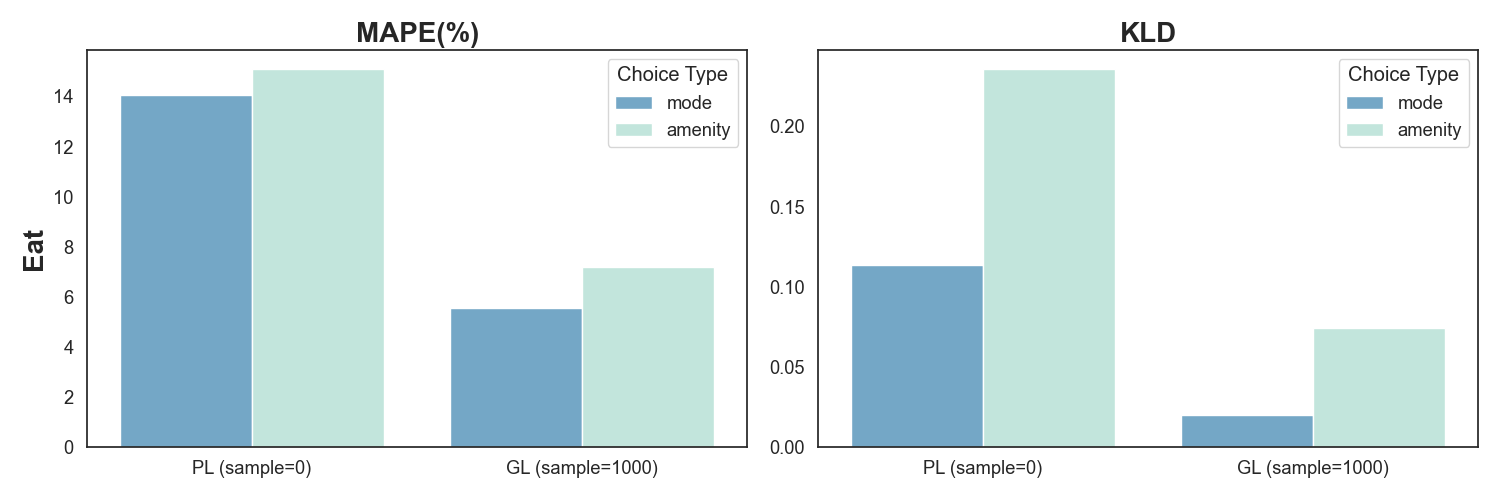 MAPE(%)
Eat
14
12
10
8
6
4
2
0
PL (sample=0)
GL (sample=1000)
Choice Type
mode
amenity
KLD
0.20
0.15
0.10
0.05
0.00
PL (sample=0)
GL (sample=1000)
Choice Type
mode
amenity